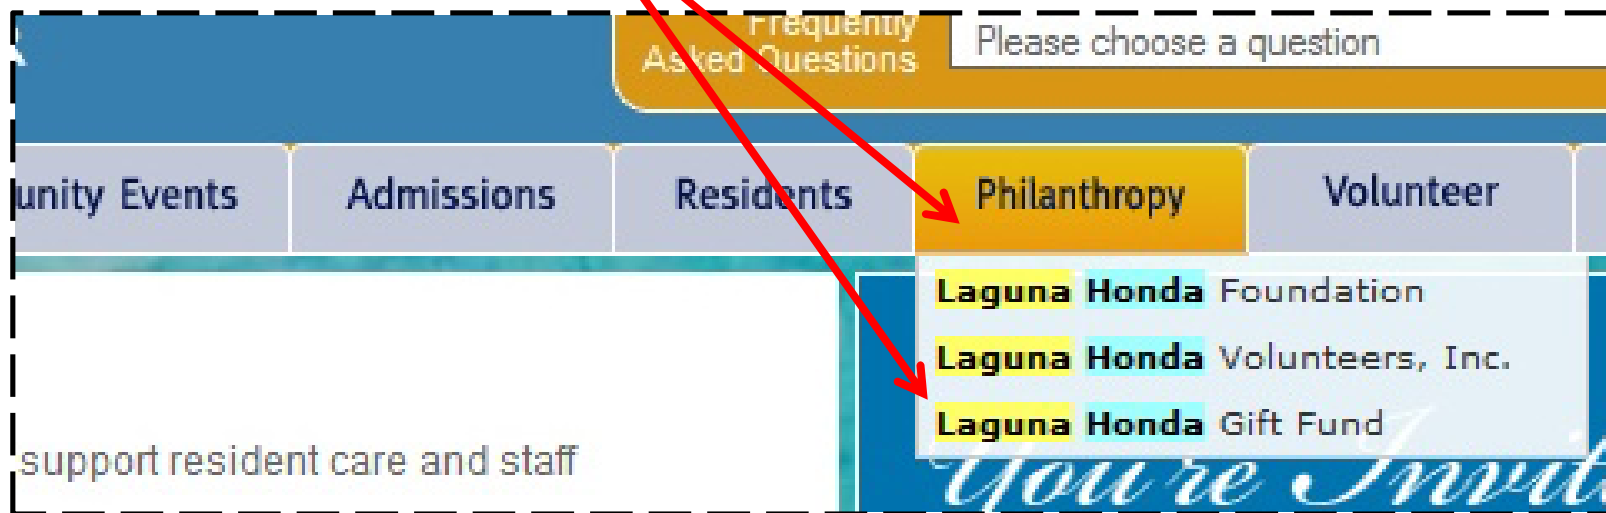 Frequently
Asked Questions
Please choose a question
unity Events
Admissions
Residents
Philanthropy
Volunteer
Laguna Honda Foundation
Laguna Honda Volunteers, Inc.
Laguna Honda Gift Fund
support resident care and staff
You're Invit